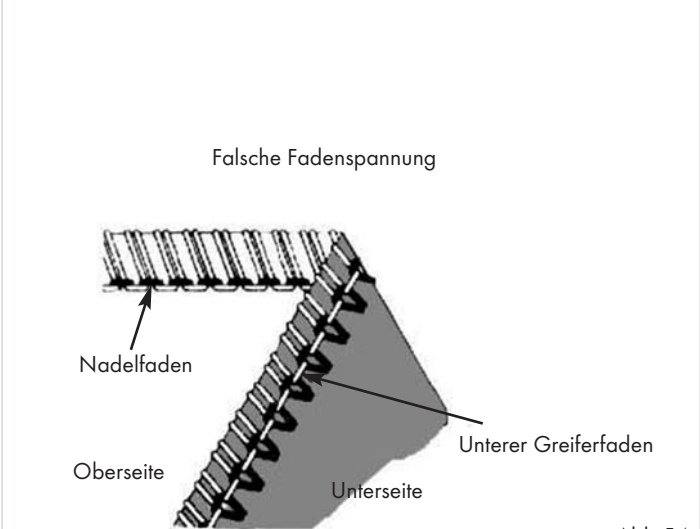 Falsche Fadenspannung
Nadelfaden
Unterer Greiferfaden
Oberseite
Unterseite